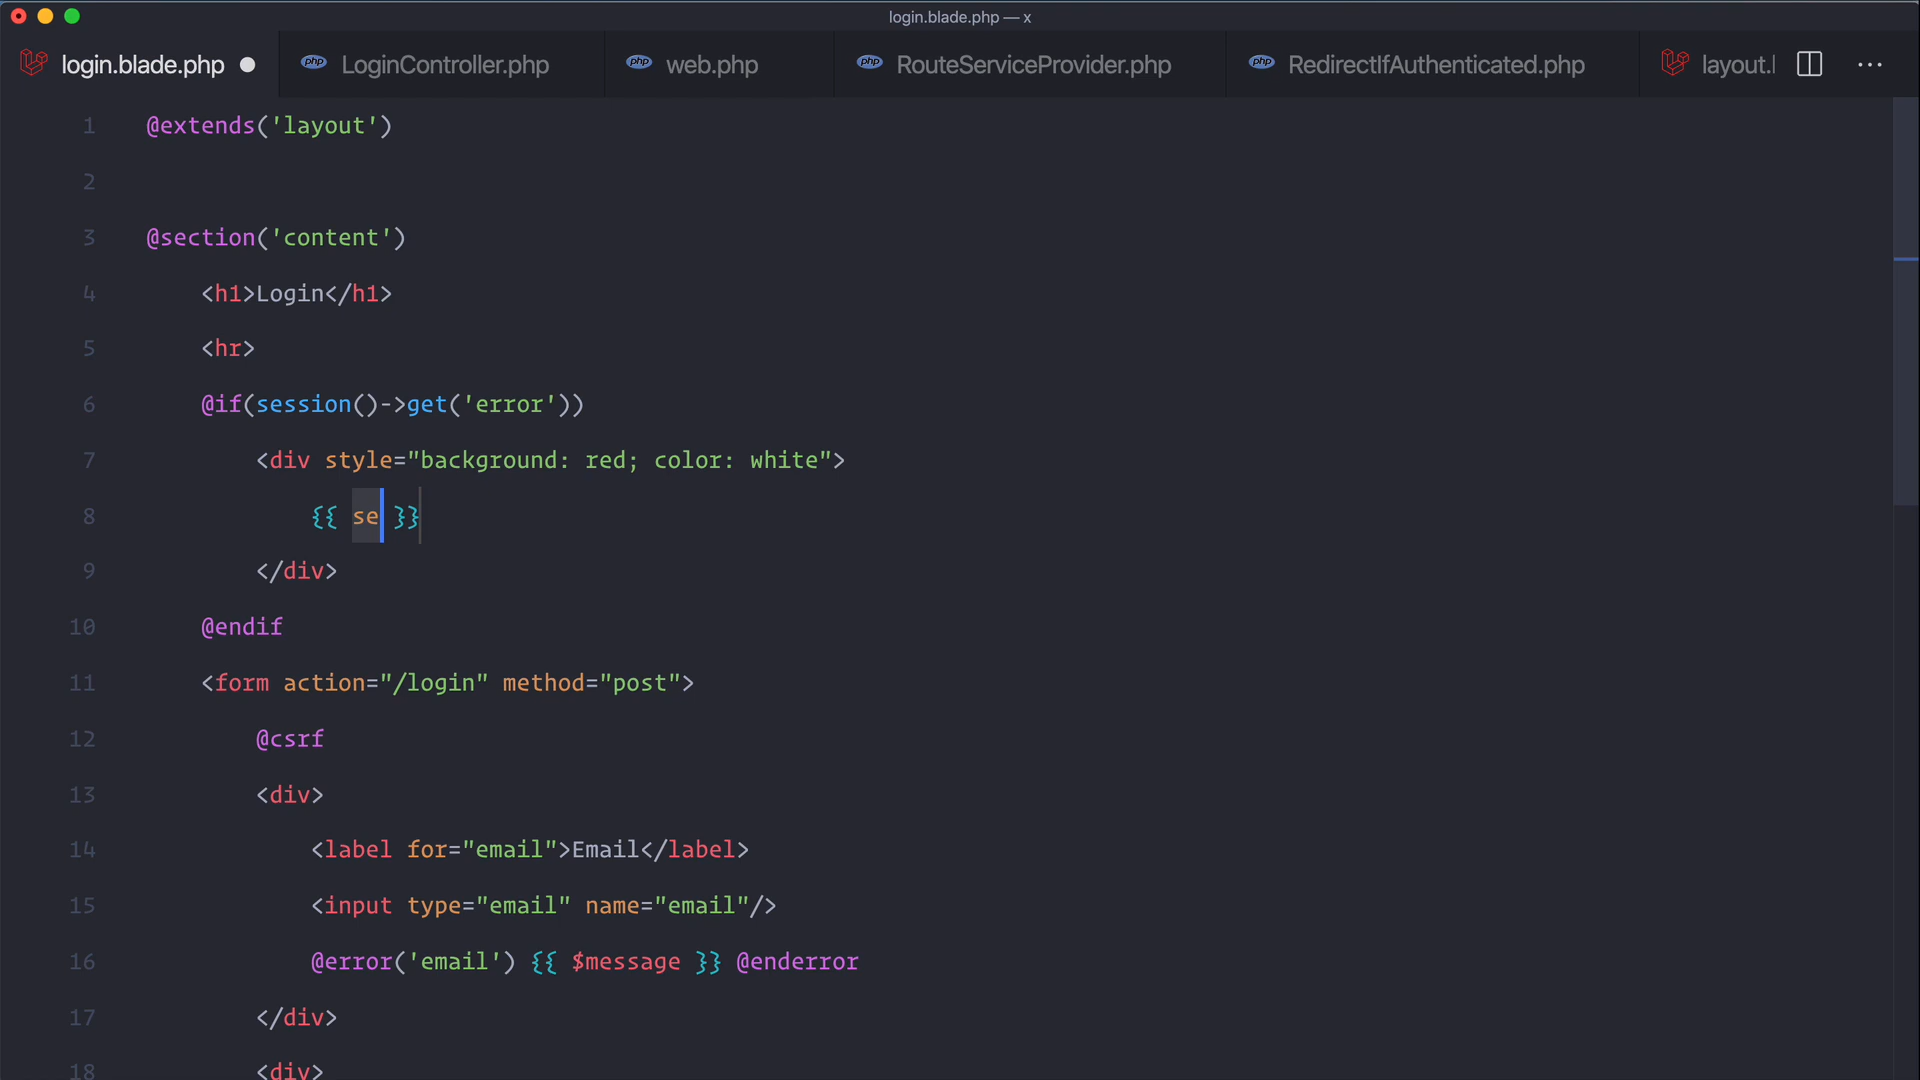 login.blade.php — x
login.blade.php
php LoginController.php
php web.php
php RouteServiceProvider.php
php RedirectIfAuthenticated.php
layout.
1 @extends('layout')
2
3 @section('content')
4 <h1>Login</h1>
5 <hr>
6 @if(session()->get('error'))
7 <div style="background: red; color: white">
8 {{ se }}
9 </div>
10 @endif
11 <form action="/login" method="post">
12 @csrf
13 <div>
14 <label for="email">Email</label>
15 <input type="email" name="email"/>
16 @error('email') {{ $message }} @enderror
17 </div>
18 <div>